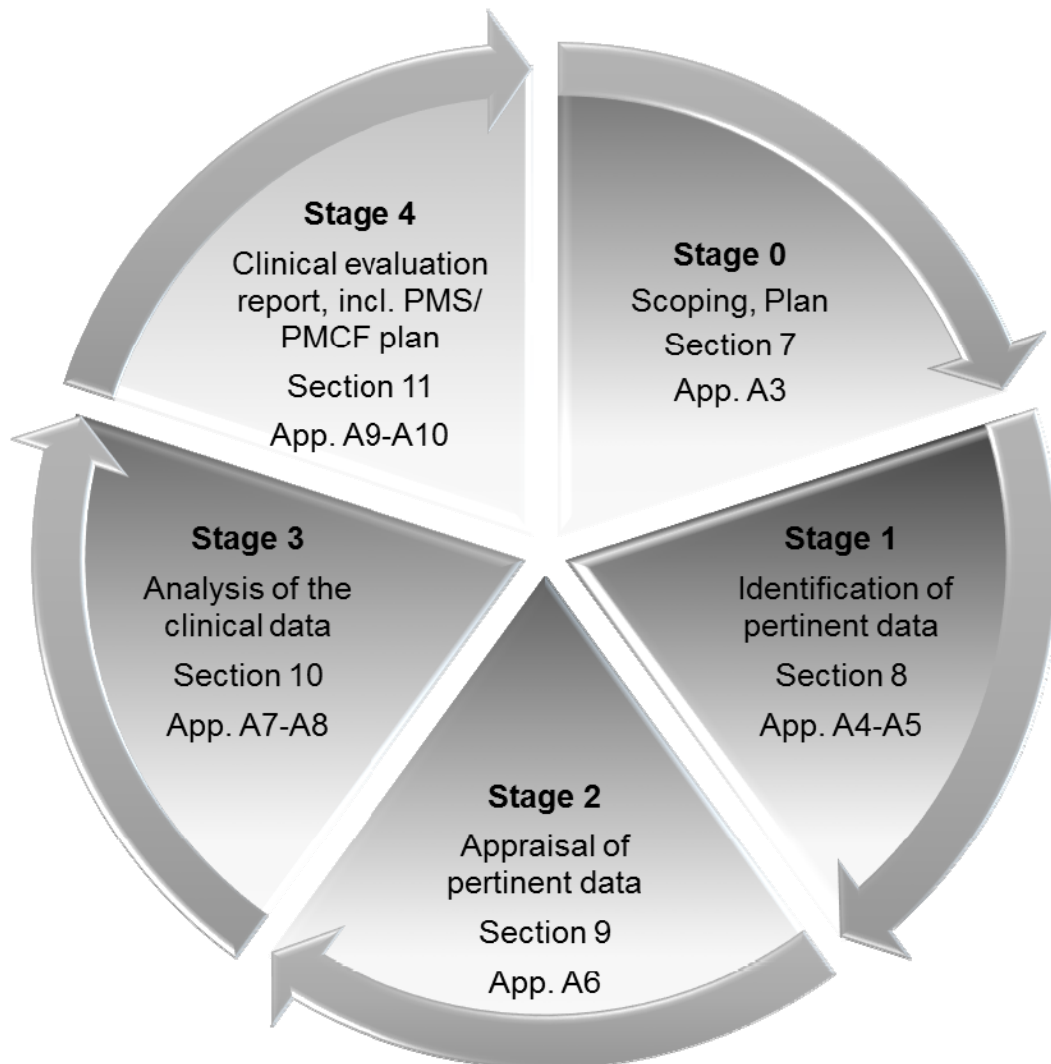 Stage 0
Scoping, Plan
Section 7
App. A3
Stage 1
Identification of
pertinent data
Section 8
App. A4-A5
Stage 2
Appraisal of
pertinent data
Section 9
App. A6
Stage 3
Analysis of the
clinical data
Section 10
App. A7-A8
Stage 4
Clinical evaluation
report, incl. PMS/
PMCF plan
Section 11
App. A9-A10